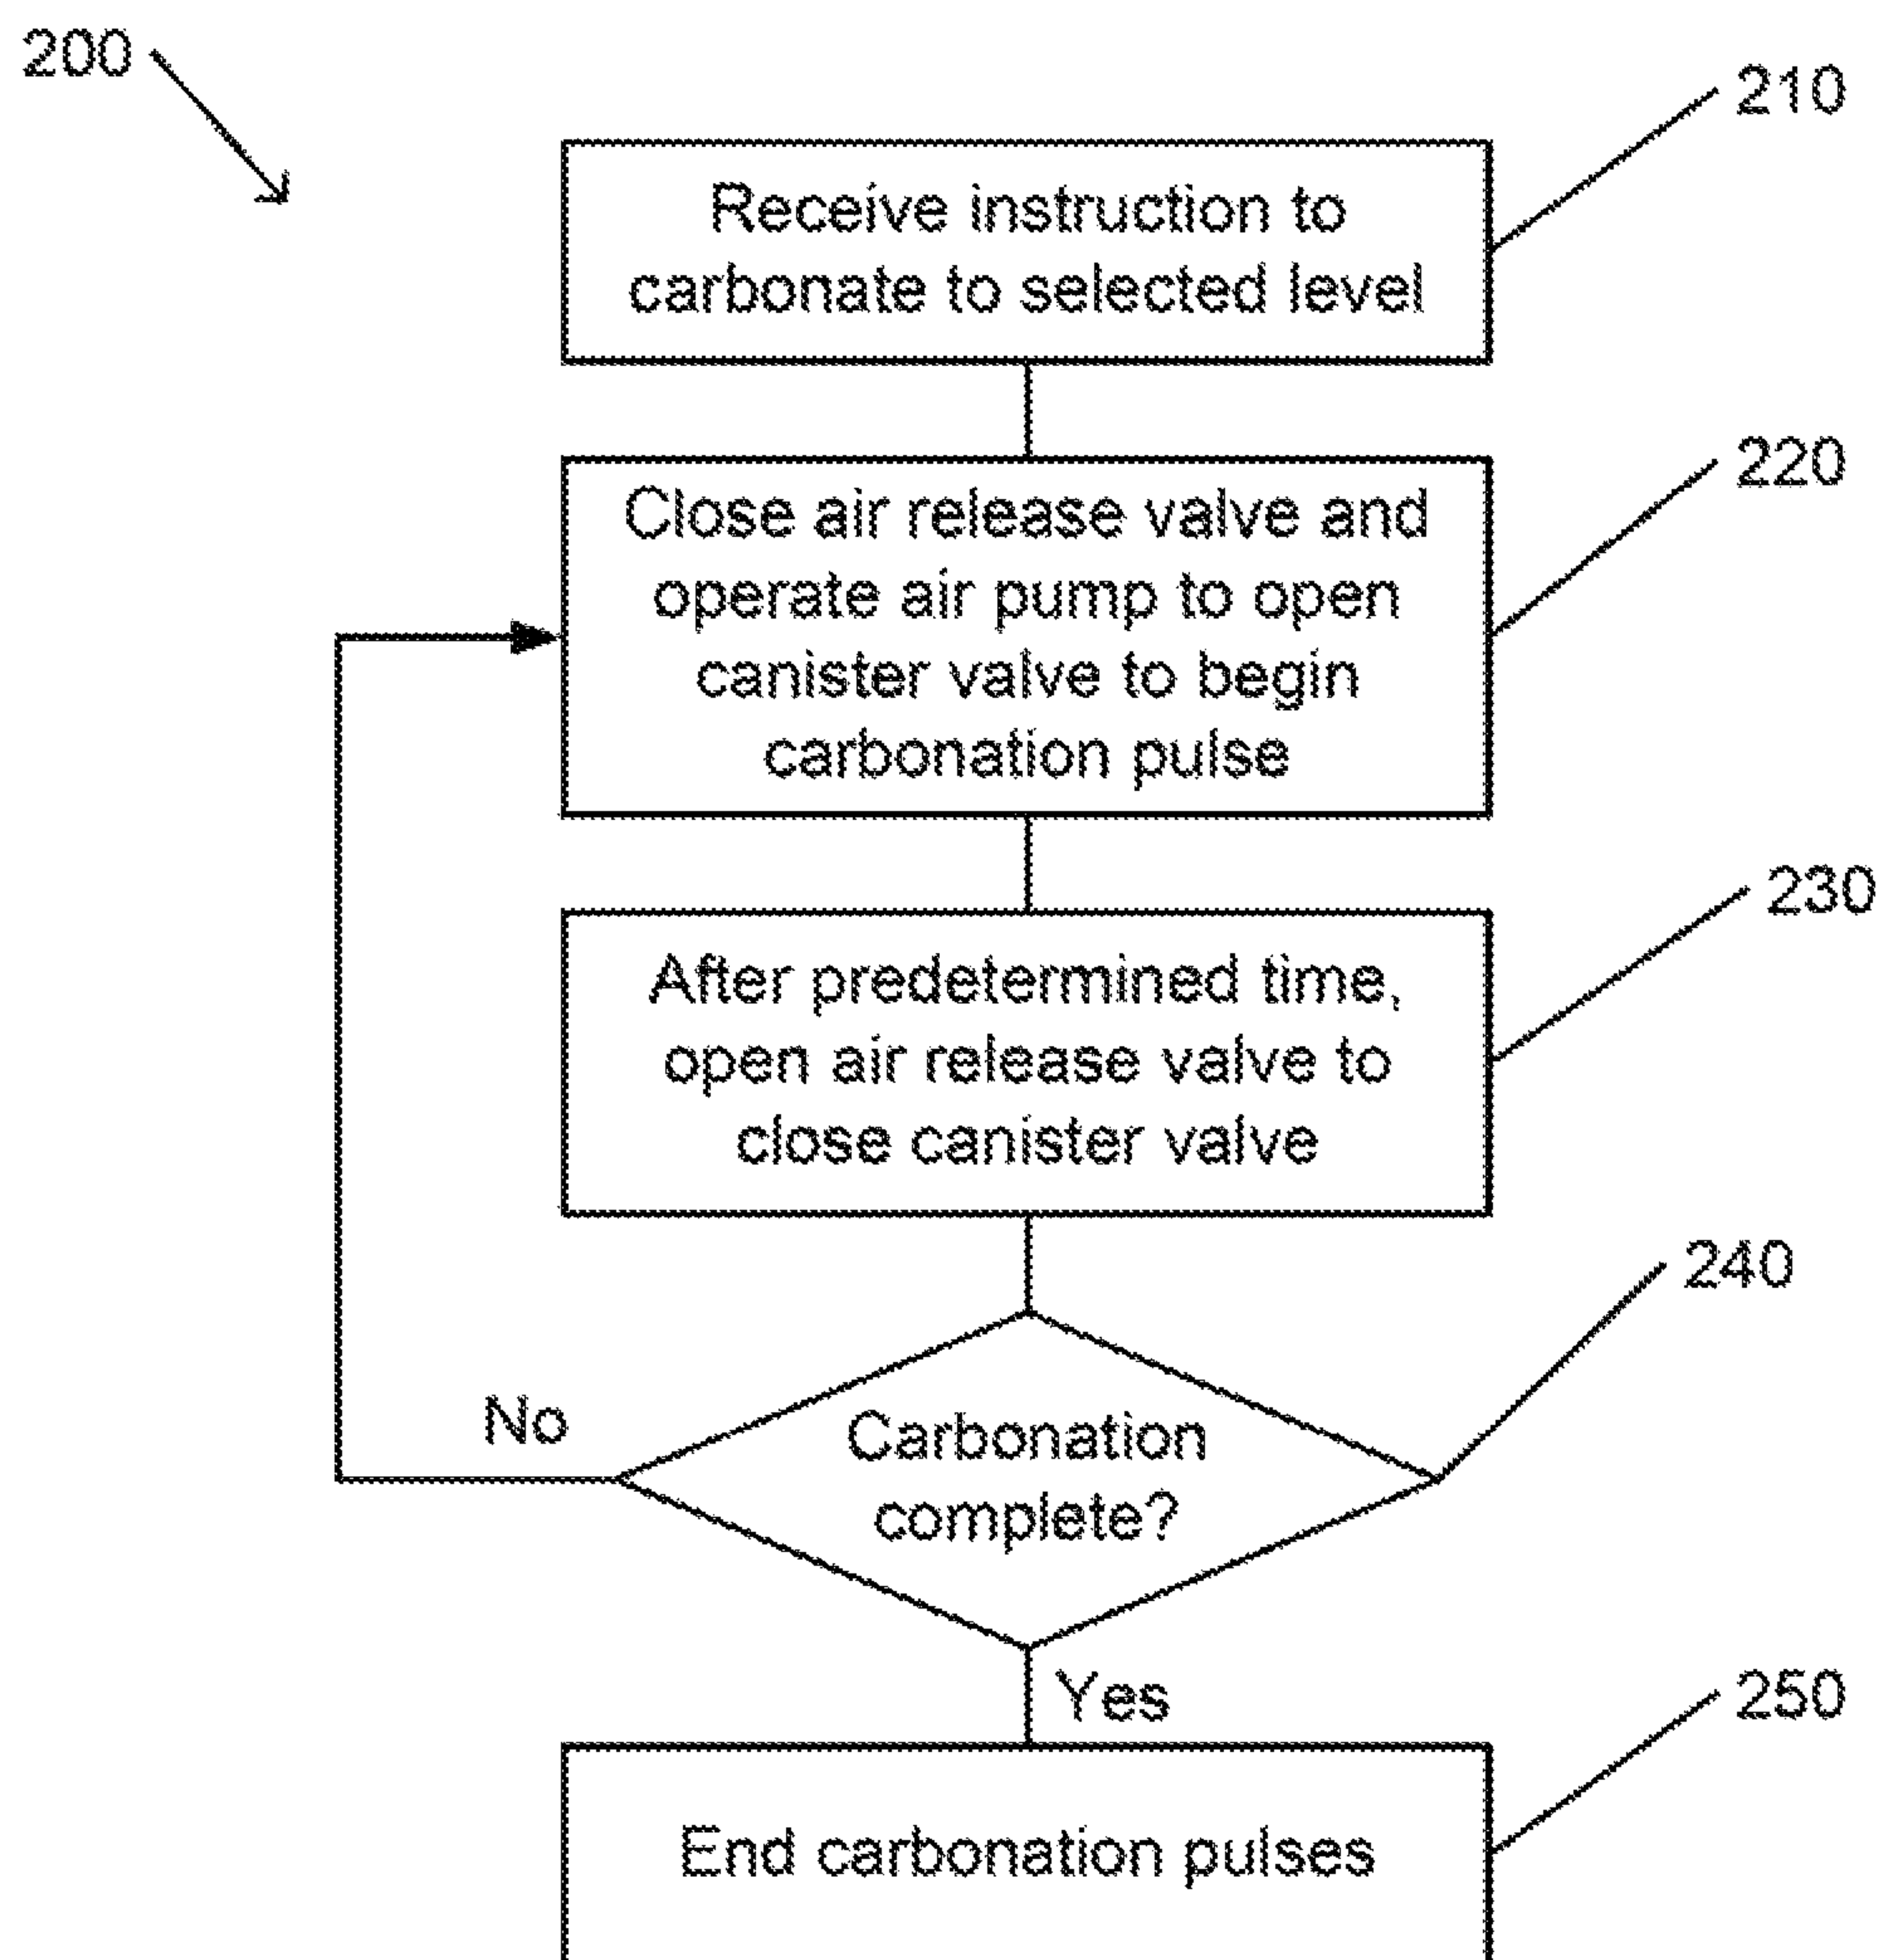 200
210
Receive instruction to
carbonate to selected level
220
Close air release valve and
operate air pump to open
canister valve to begin
carbonation pulse
230
After predetermined time,
open air release valve to
close canister valve
240
No
Carbonation
complete?
Yes
250
End carbonation pulses